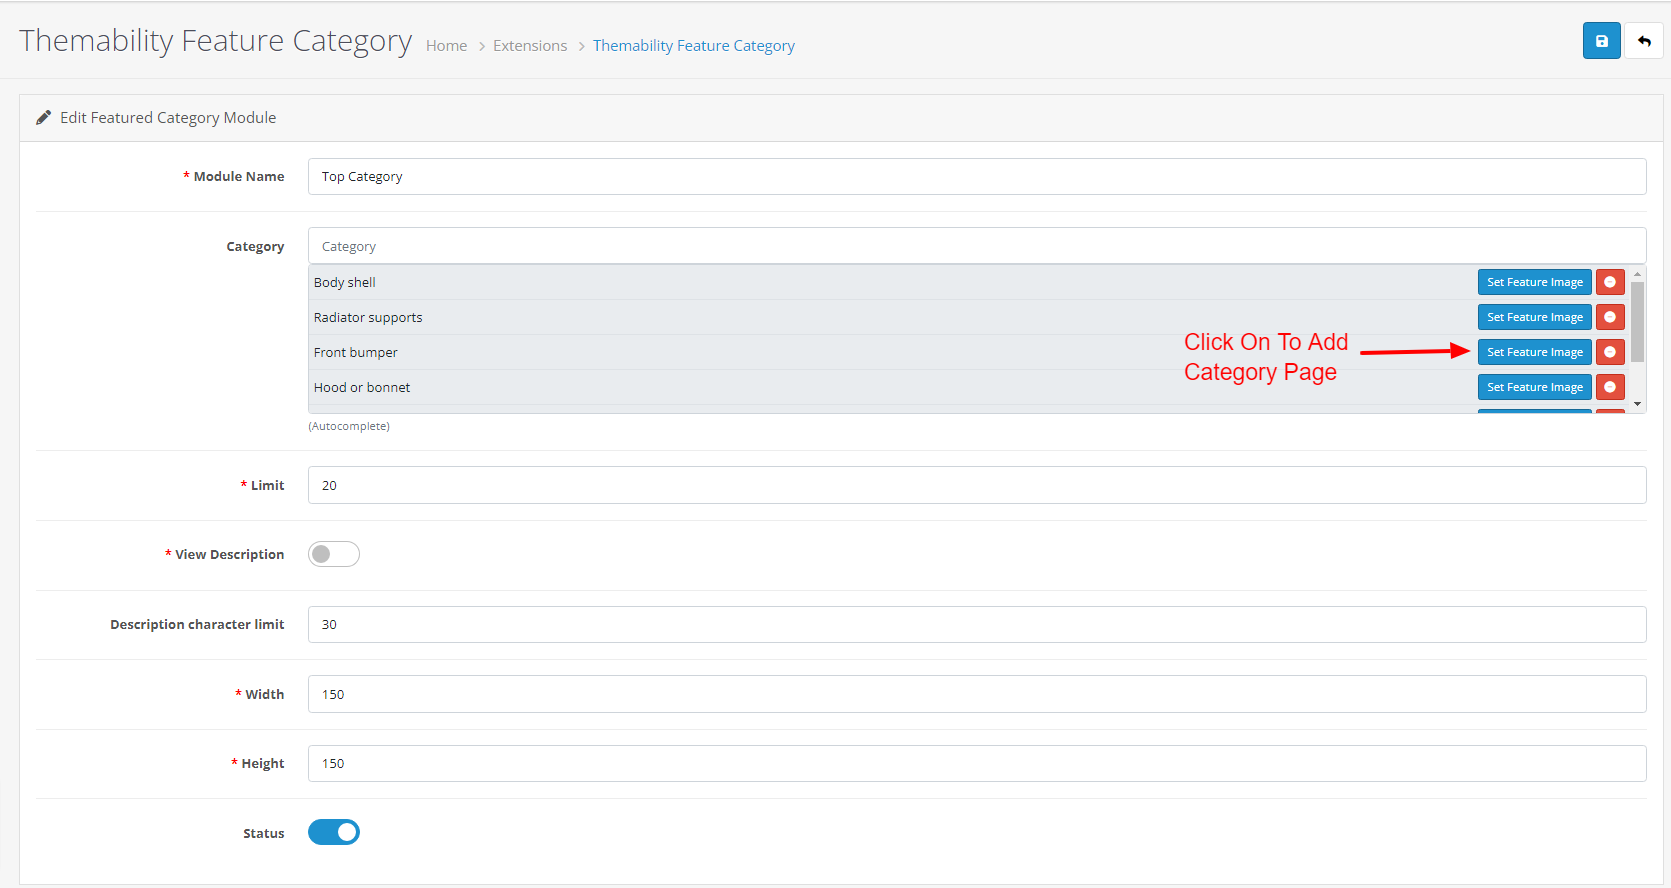 Themability Feature Category Home > Extensions > Themability Feature Category
Edit Featured Category Module
* Module Name Top Category
Category Category
Body shell Set Feature Image
Radiator supports Set Feature Image
Front bumper Set Feature Image
Hood or bonnet Set Feature Image
Click On To Add
Category Page
(Autocomplete)
* Limit 20
* View Description
Description character limit 30
* Width 150
* Height 150
Status